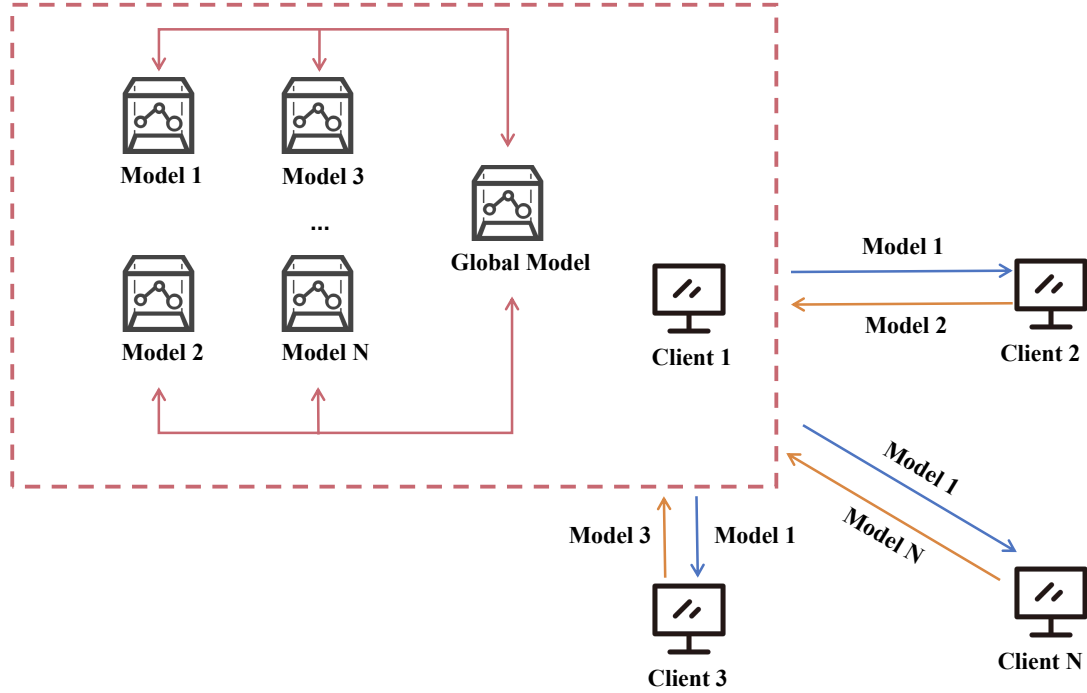 Model 1
Model 3
...
Global Model
Model 2
Model N
Client 1
Model 1
Model 2
Client 2
Model 1
Model N
Model 3
Model 1
Client 3
Client N